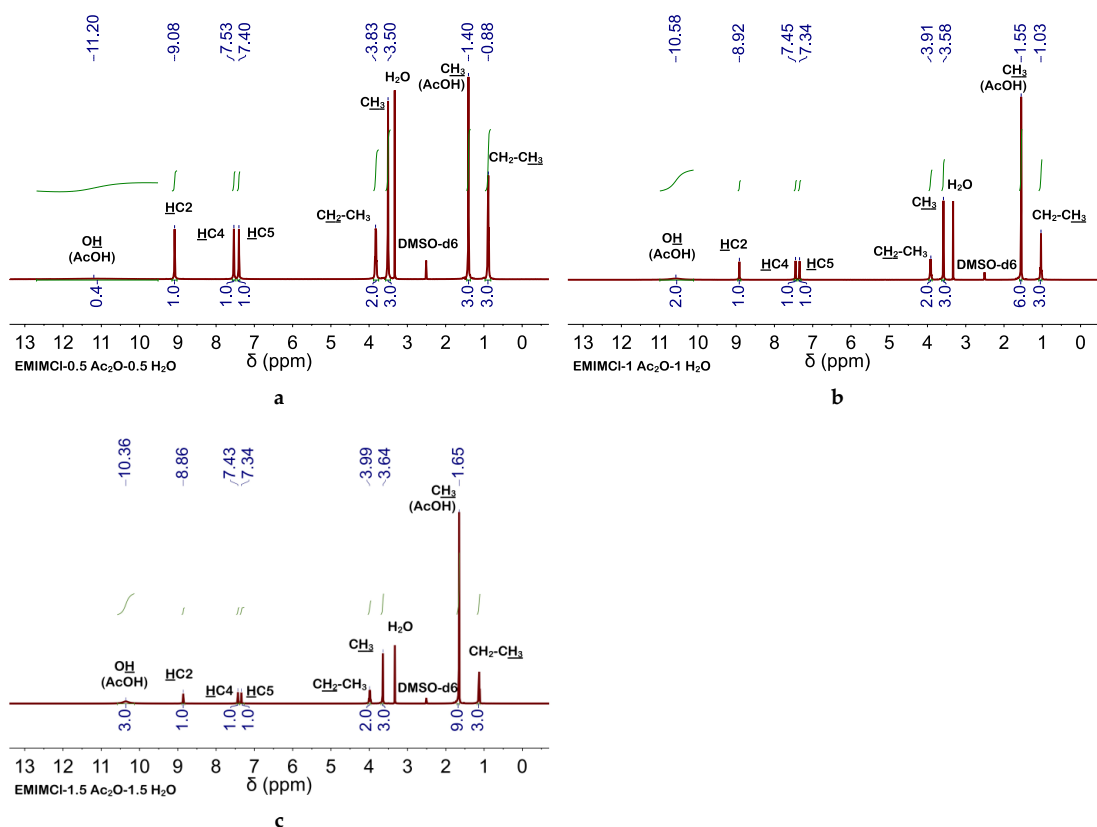 -11.20 -9.08 7.53 7.40 3.83 3.50 -1.40 -0.88
CH3 (AcOH)
H2O
CH3
CH2-CH3
HC2
HC4 HC5
CH2-CH3
OH (AcOH)
DMSO-d6
0.4 1.0 1.0 1.0 2.0 3.0 3.0 3.0
13 12 11 10 9 8 7 6 5 4 3 2 1 0
δ (ppm)
EMIMCl-0.5 Ac₂O-0.5 H₂O
a
-10.58 -8.92 7.45 7.34 3.91 3.58 -1.55 -1.03
CH3 (AcOH)
H2O
CH3
CH2-CH3
OH (AcOH)
HC2
HC4 HC5
CH2-CH3
DMSO-d6
2.0 1.0 1.0 1.0 2.0 3.0 6.0 3.0
13 12 11 10 9 8 7 6 5 4 3 2 1 0
δ (ppm)
EMIMCl-1 Ac₂O-1 H₂O
b
-10.36 -8.86 7.43 7.34 3.99 3.64 -1.65
CH3 (AcOH)
H2O
CH3
CH2-CH3
OH (AcOH)
HC2
HC4 HC5
CH2-CH3
DMSO-d6
3.0 1.0 1.0 1.0 2.0 3.0 9.0 3.0
13 12 11 10 9 8 7 6 5 4 3 2 1 0
δ (ppm)
EMIMCl-1.5 Ac₂O-1.5 H₂O
c